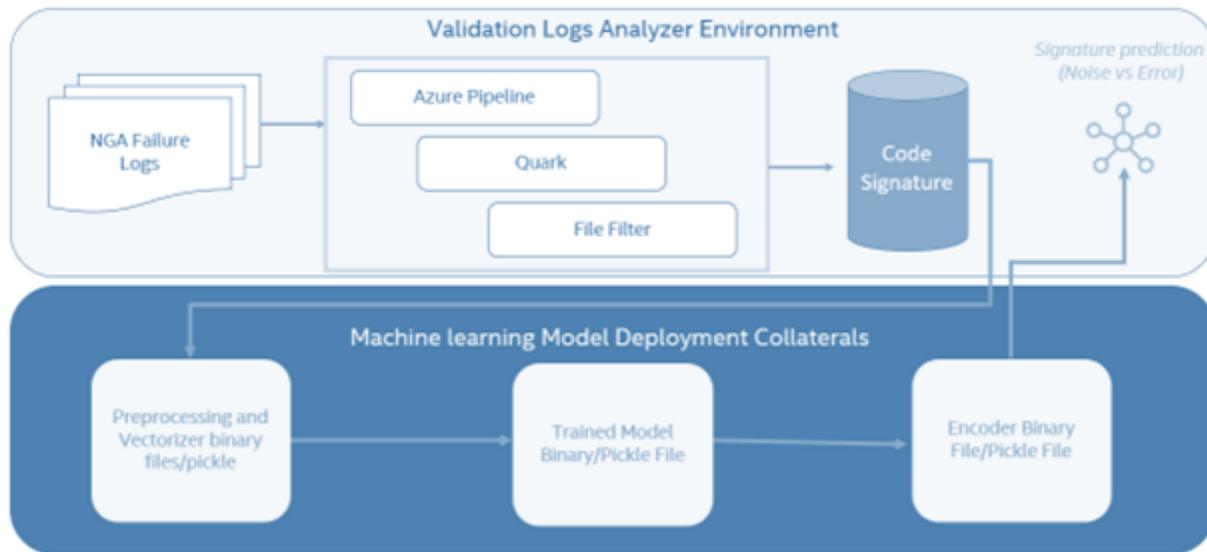 Validation Logs Analyzer Environment
Signature prediction
(Noise vs Error)
NGA Failure
Logs
Azure Pipeline
Quark
File Filter
Code
Signature
Machine learning Model Deployment Collaterals
Preprocessing and
Vectorizer binary
files/pickle
Trained Model
Binary/Pickle File
Encoder Binary
File/Pickle File